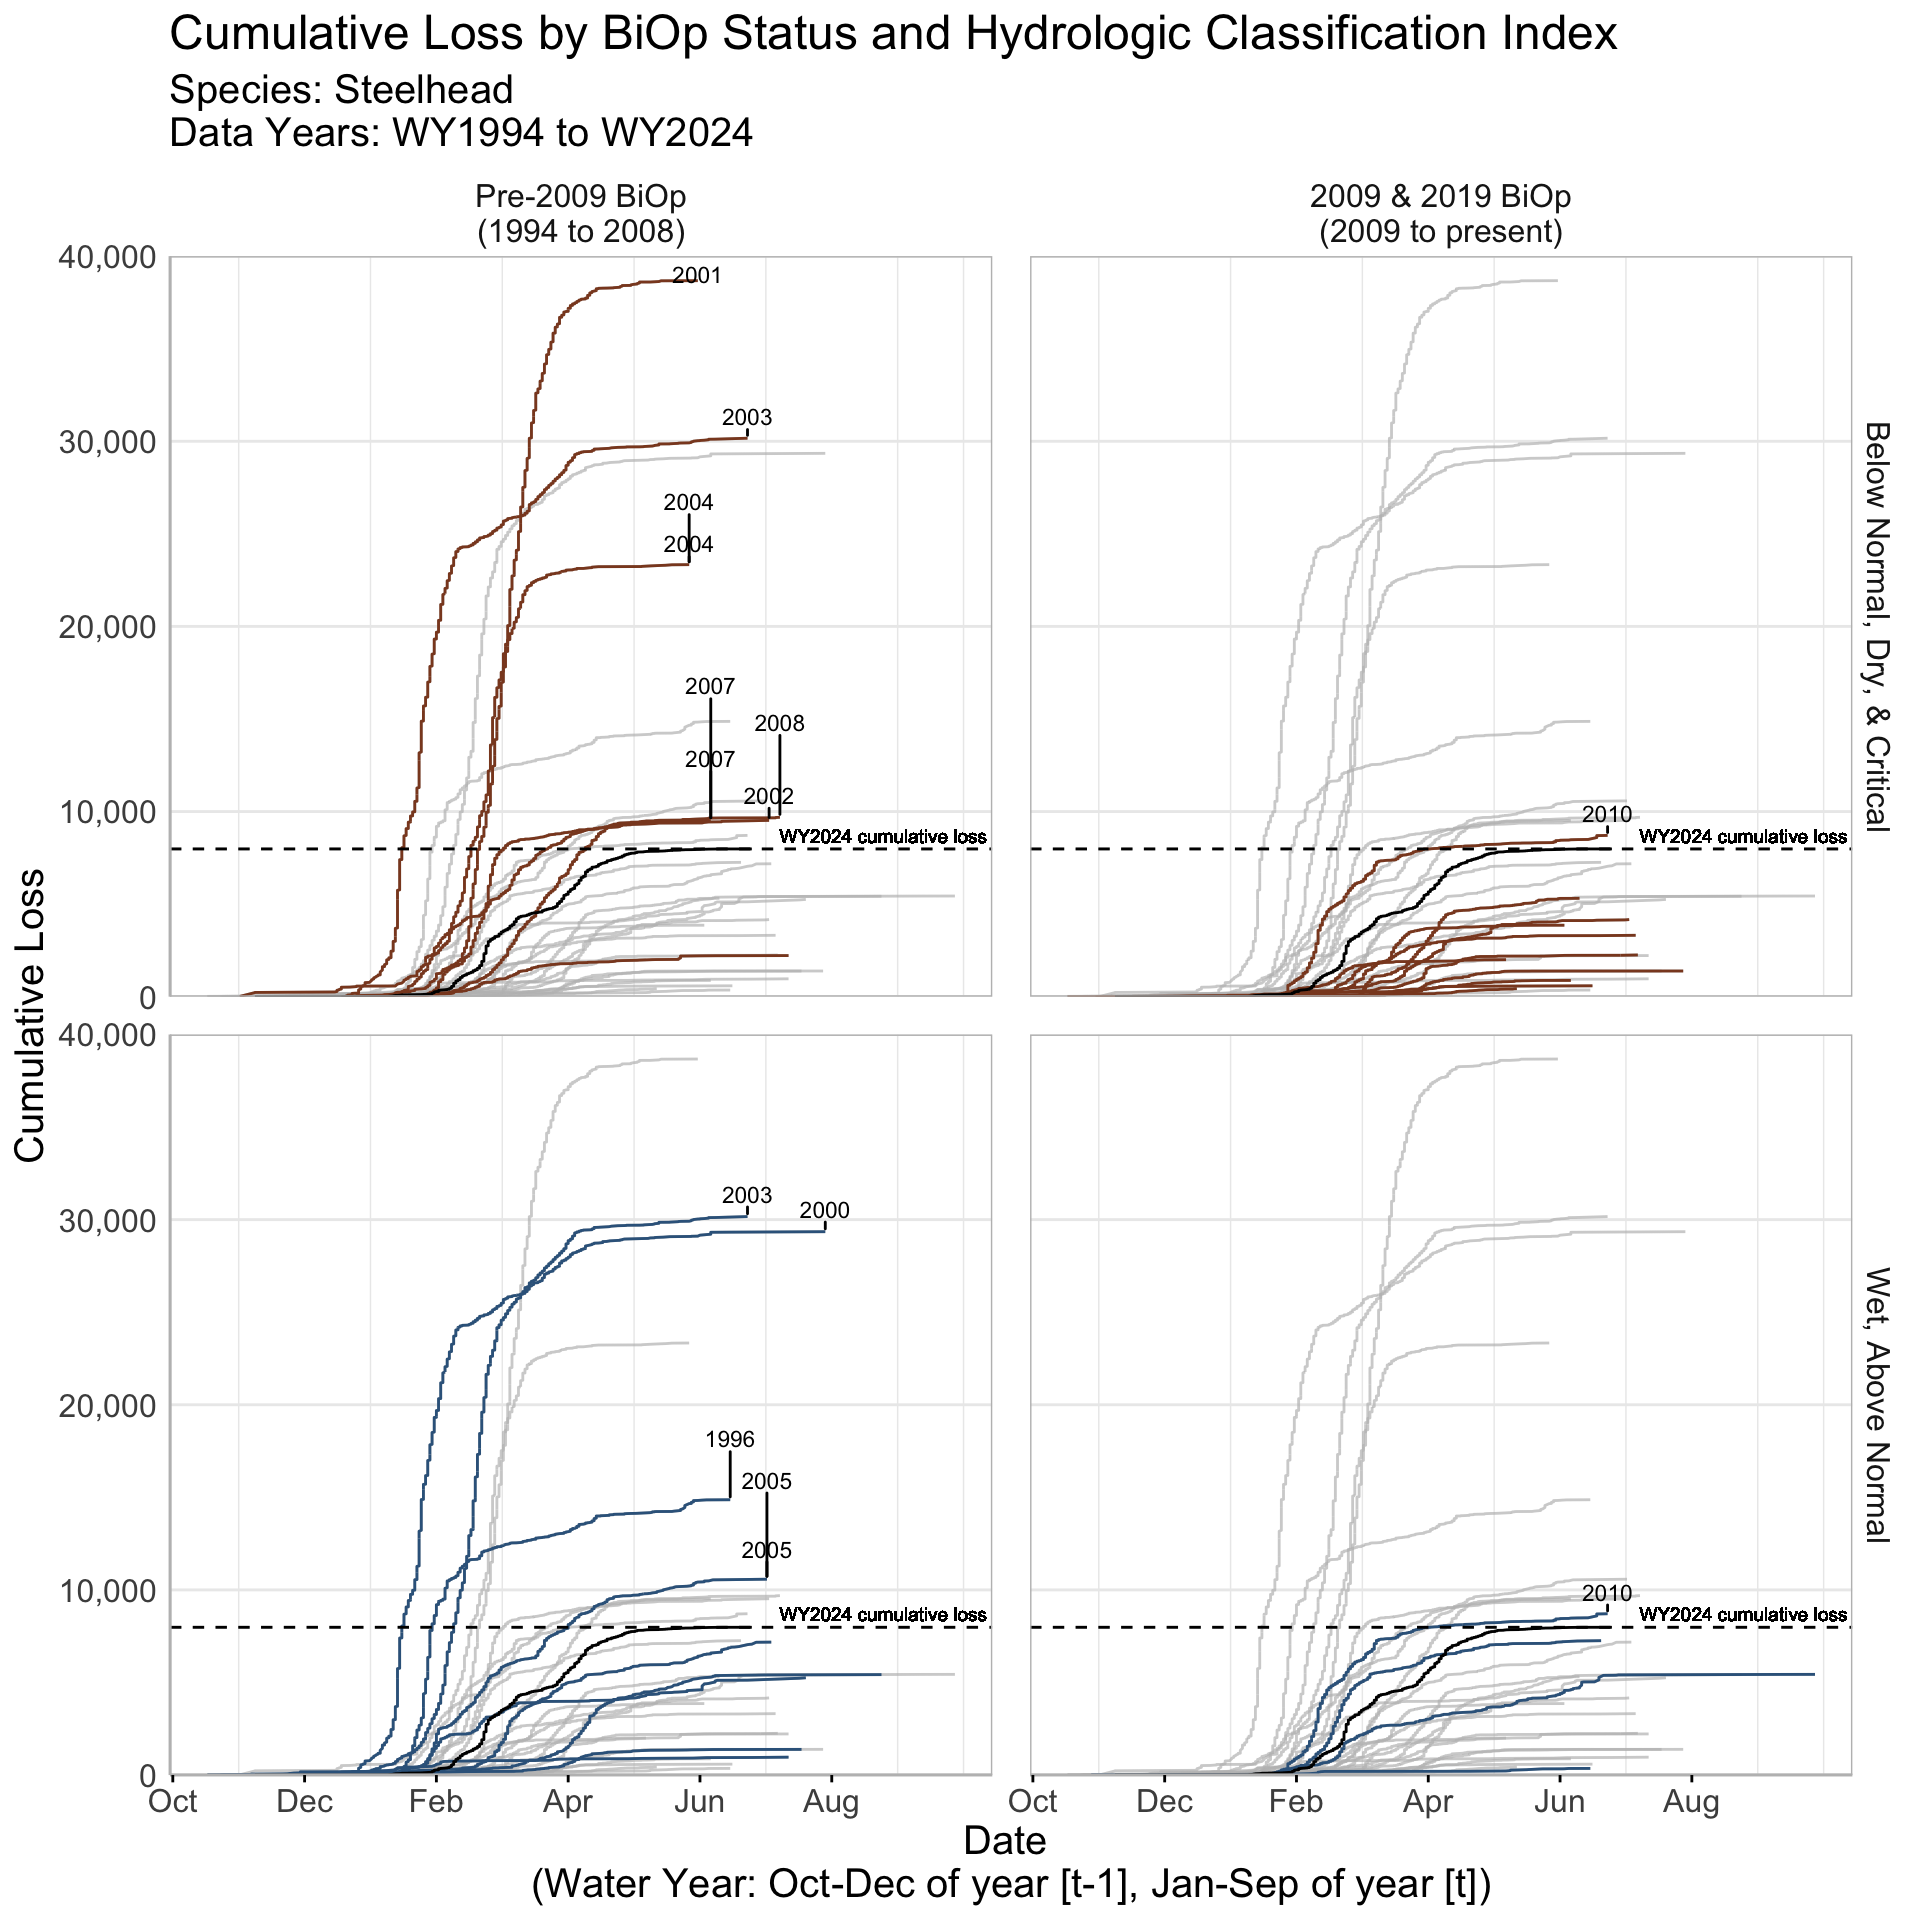 Cumulative Loss by BiOp Status and Hydrologic Classification Index
Species: Steelhead
Data Years: WY1994 to WY2024
Pre-2009 BiOp
(1994 to 2008)
2009 & 2019 BiOp
(2009 to present)
Cumulative Loss
40,000
30,000
20,000
10,000
0
2001
2003
2004
2004
2007
2008
2007
2002
WY2024 cumulative loss
2010
WY2024 cumulative loss
Below Normal, Dry, & Critical
40,000
30,000
20,000
10,000
0
2003
2000
1996
2005
2005
WY2024 cumulative loss
2010
WY2024 cumulative loss
Wet, Above Normal
Oct Dec Feb Apr Jun Aug
Oct Dec Feb Apr Jun Aug
Date
(Water Year: Oct-Dec of year [t-1], Jan-Sep of year [t])